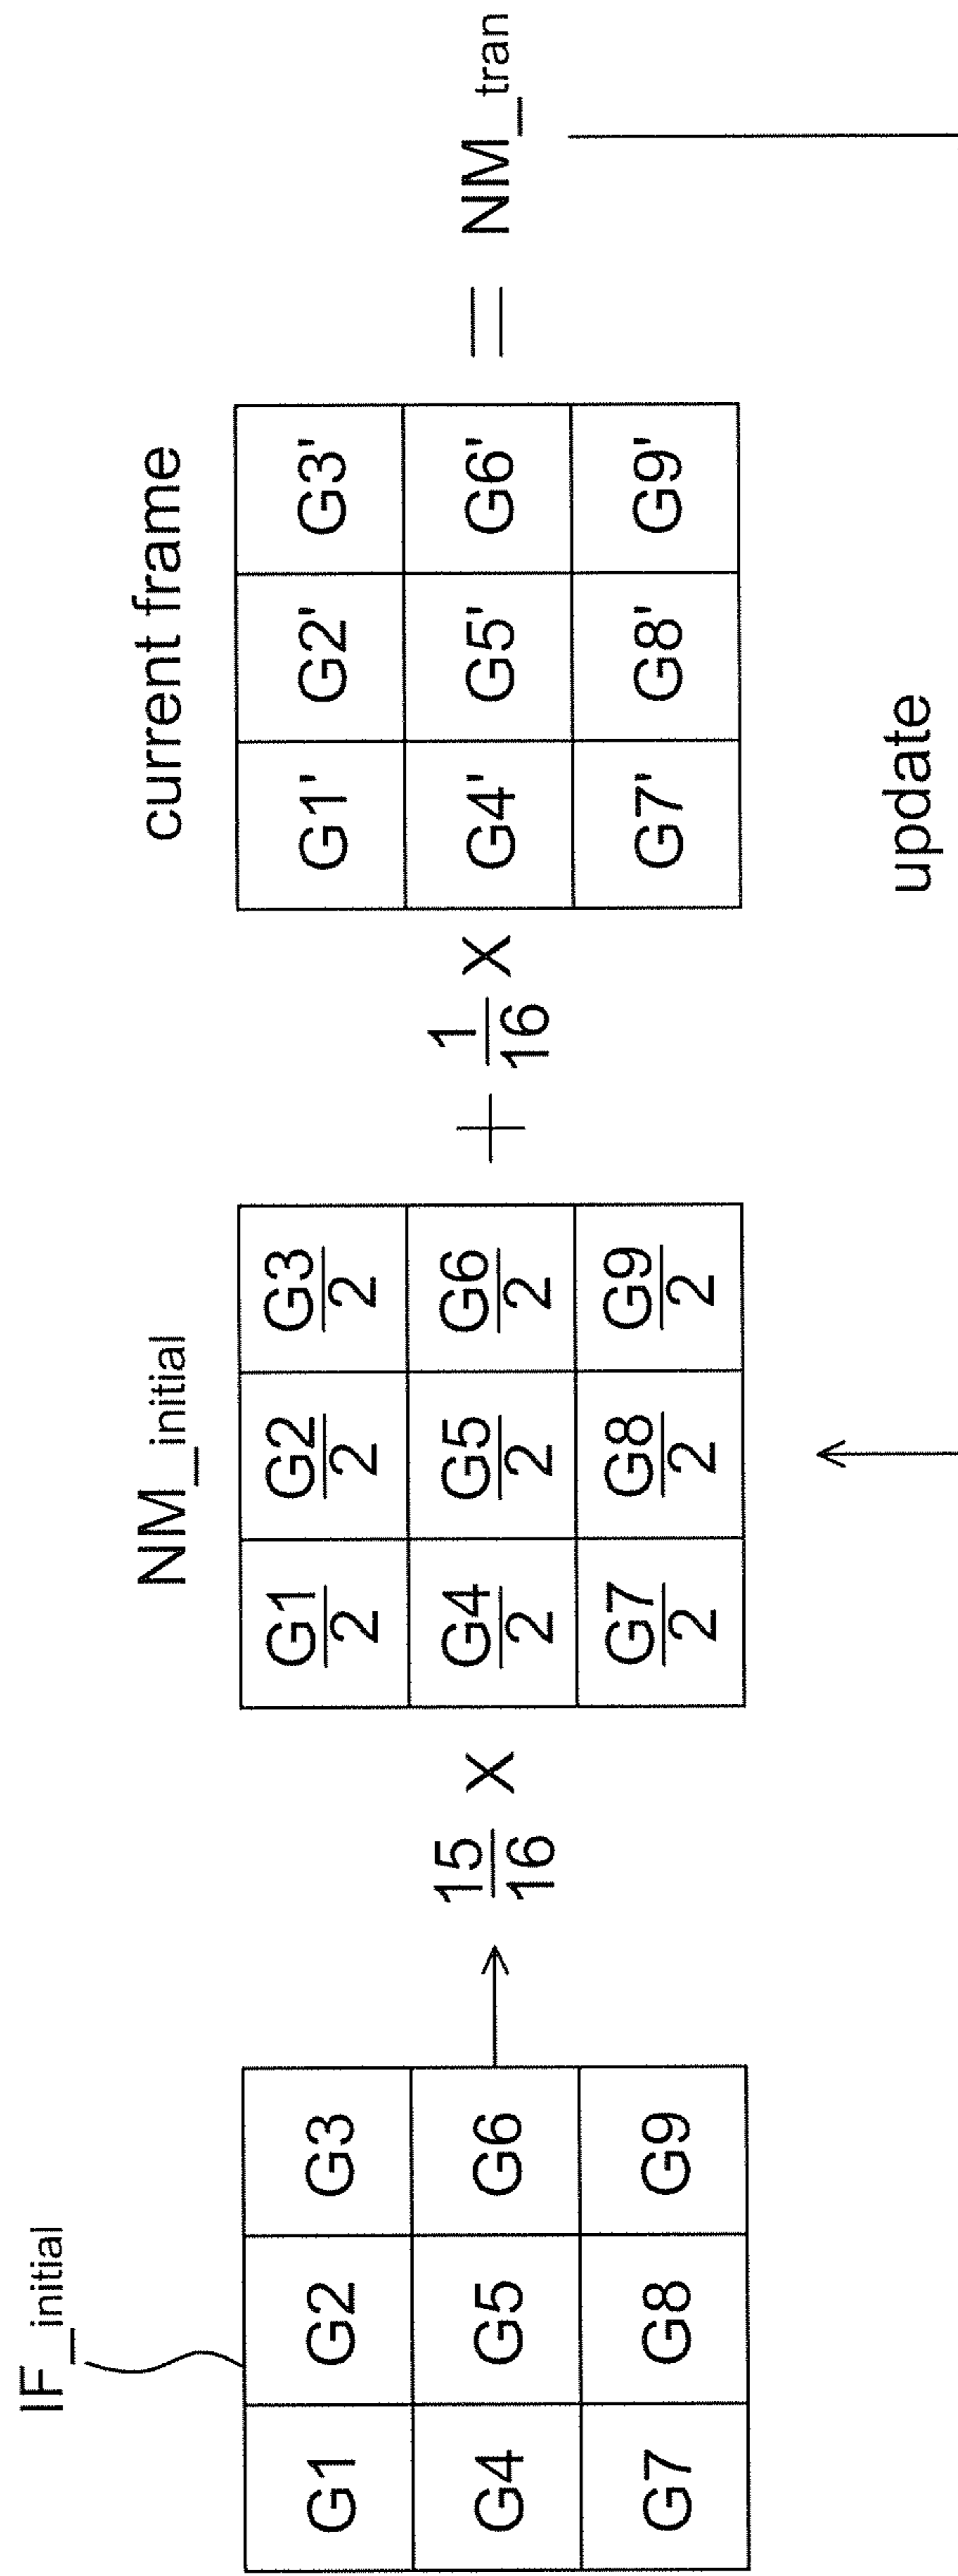 IF_initial
G1 G2 G3
G4 G5 G6
G7 G8 G9
15/16 X
NM_initial
G1/2 G2/2 G3/2
G4/2 G5/2 G6/2
G7/2 G8/2 G9/2
+
1/16 X
current frame
G1' G2' G3'
G4' G5' G6'
G7' G8' G9'
= NM_tran
update